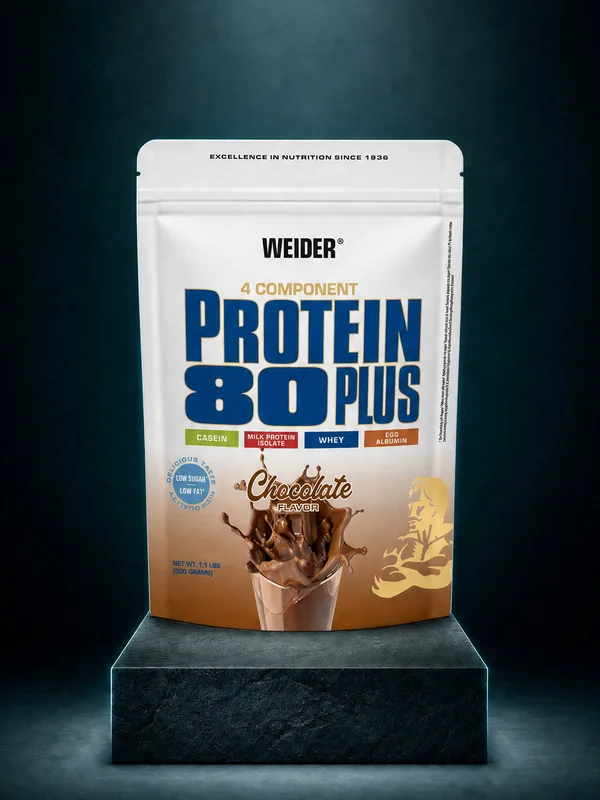 EXCELLENCE IN NUTRITION SINCE 1936
WEIDER®
4 COMPONENT
PROTEIN
80 PLUS
CASEIN
MILK PROTEIN
ISOLATE
WHEY
EGG
ALBUMIN
DELICIOUS TASTE
LOW SUGAR*
LOW FAT*
HIGH QUALITY
Chocolate
FLAVOR
NET WT. 1,1 LBS
(500 GRAMS)